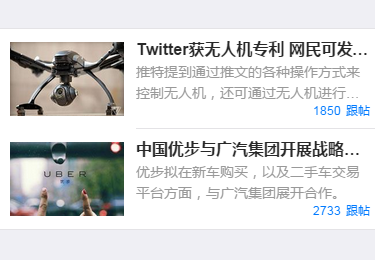 Twitter获无人机专利 网民可发…
推特提到通过推文的各种操作方式来
控制无人机，还可通过无人机进行…
1850 跟帖
中国优步与广汽集团开展战略…
UBER
优步拟在新车购买，以及二手车交易
平台方面，与广汽集团展开合作。
2733 跟帖